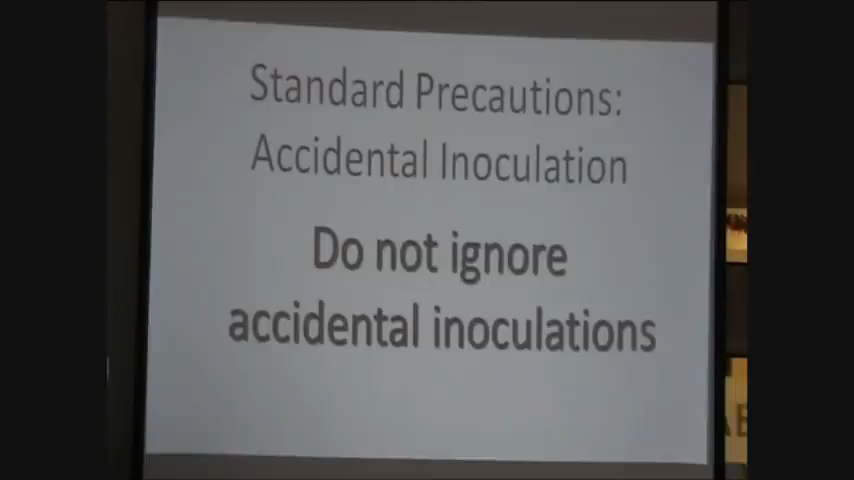 Standard Precautions:
Accidental Inoculation
Do not ignore
accidental inoculations